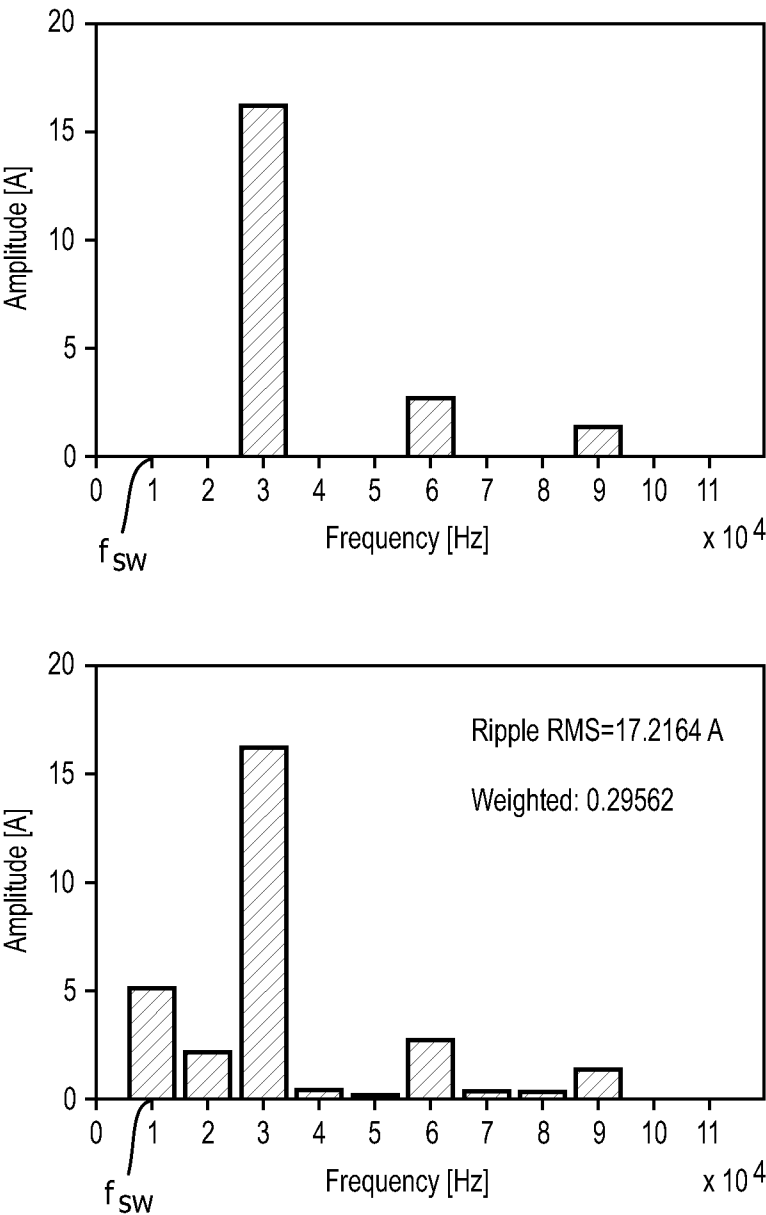 20
15
10
5
0
Amplitude [A]
0 1 2 3 4 5 6 7 8 9 10 11
Frequency [Hz]
x 10 4
f SW
20
15
10
5
0
Amplitude [A]
Ripple RMS=17.2164 A
Weighted: 0.29562
0 1 2 3 4 5 6 7 8 9 10 11
Frequency [Hz]
x 10 4
f SW